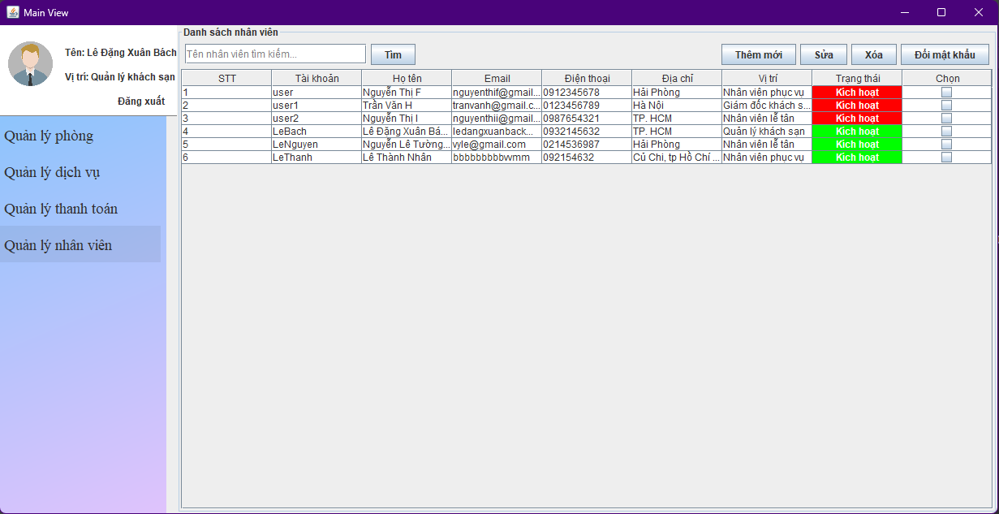 Main View
Tên: Lê Đặng Xuân Bách
Vị trí: Quản lý khách sạn
Đăng xuất
Quản lý phòng
Quản lý dịch vụ
Quản lý thanh toán
Quản lý nhân viên
Danh sách nhân viên
Tên nhân viên tìm kiếm... Tìm Thêm mới Sửa Xóa Đổi mật khẩu
STT Tài khoản Họ tên Email Điện thoại Địa chỉ Vị trí Trạng thái Chọn
1 user Nguyễn Thị F nguyenthif@gmail... 0912345678 Hải Phòng Nhân viên phục vụ Kích hoạt
2 user1 Trần Văn H tranvanh@gmail.c... 0123456789 Hà Nội Giám đốc khách s... Kích hoạt
3 user2 Nguyễn Thị I nguyenthii@gmail... 0987654321 TP. HCM Nhân viên lễ tân Kích hoạt
4 LeBach Lê Đặng Xuân Bá... ledangxuanback... 0932145632 TP. HCM Quản lý khách sạn Kích hoạt
5 LeNguyen Nguyễn Lê Tường... vyle@gmail.com 0214536987 Hải Phòng Nhân viên lễ tân Kích hoạt
6 LeThanh Lê Thành Nhân bbbbbbbbbvvmm 092154632 Củ Chi, tp Hồ Chí ... Nhân viên phục vụ Kích hoạt